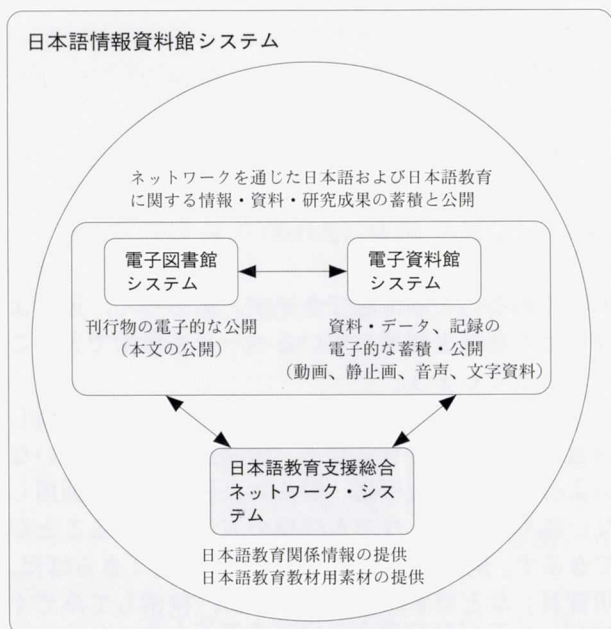 日本語情報資料館システム
ネットワークを通じた日本語および日本語教育
に関する情報・資料・研究成果の蓄積と公開
電子図書館
システム
電子資料館
システム
刊行物の電子的な公開
（本文の公開）
資料・データ、記録の
電子的な蓄積・公開
（動画、静止画、音声、文字資料）
日本語教育支援総合
ネットワーク・シス
テム
日本語教育関係情報の提供
日本語教育教材用素材の提供